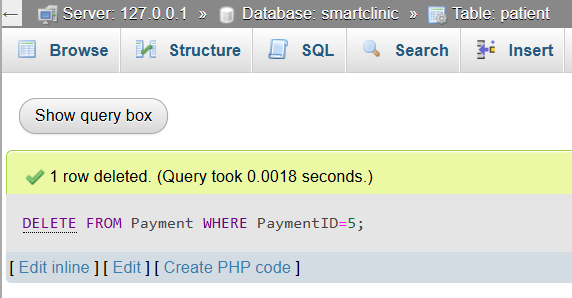 ← Server: 127.0.0.1 » Database: smartclinic » Table: patient
Browse Structure SQL Search Insert
Show query box
1 row deleted. (Query took 0.0018 seconds.)
DELETE FROM Payment WHERE PaymentID=5;
[ Edit inline ] [ Edit ] [ Create PHP code ]